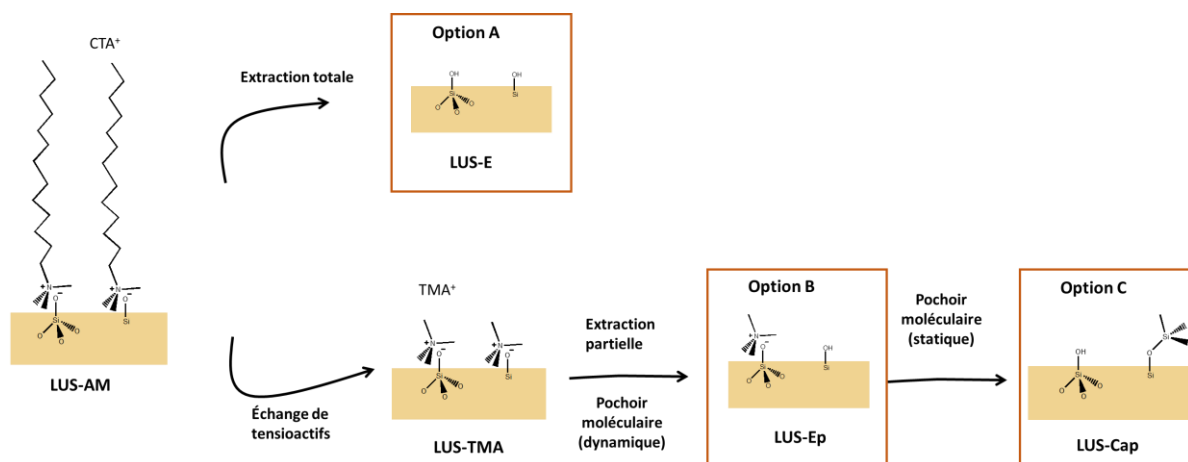 CTA⁺
Option A
Extraction totale
OH
OH
Si
Si
O
O
O
LUS-E
N
+
O
-
N
+
O
-
Si
Si
O
O
O
LUS-AM
TMA⁺
Échange de
tensioactifs
N
+
O
-
N
+
O
-
Si
Si
O
O
O
LUS-TMA
Extraction
partielle
Pochoir
moléculaire
(dynamique)
Option B
N
+
O
-
OH
Si
Si
O
O
O
LUS-Ep
Pochoir
moléculaire
(statique)
Option C
Si
OH
O
Si
Si
O
O
O
LUS-Cap